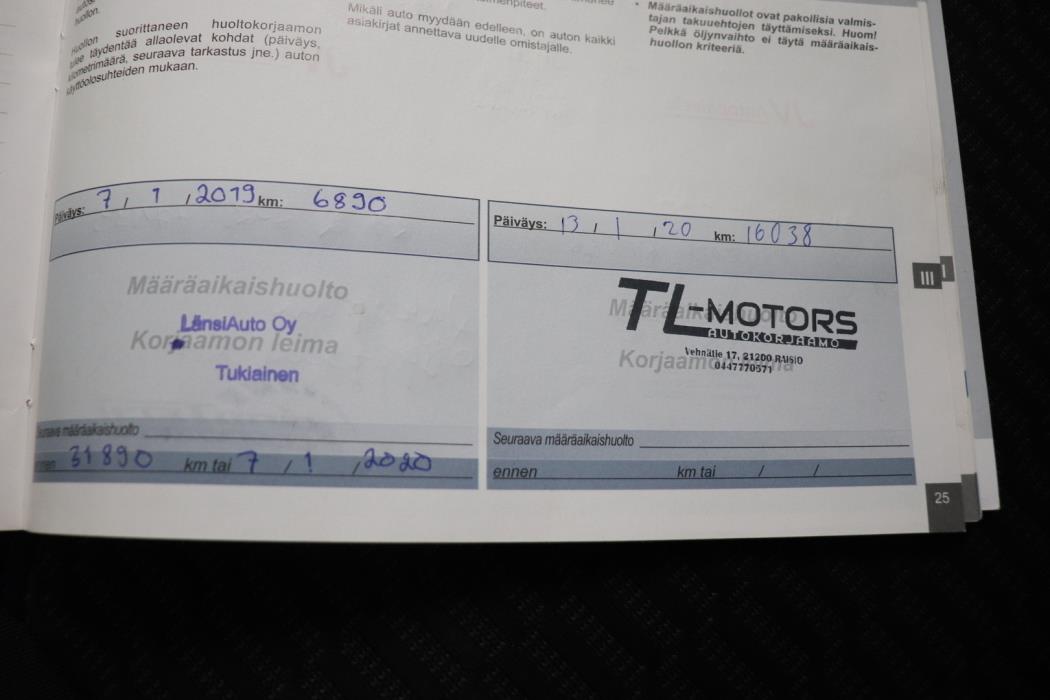 huollon.
Huollon suorittaneen huoltokorjaamon
tulee täydentää allaolevat kohdat (päiväys,
kilometrimäärä, seuraava tarkastus jne.) auton
käyttöolosuhteiden mukaan.
Mikäli auto myydään edelleen, on auton kaikki
asiakirjat annettava uudelle omistajalle.
• Määräaikaishuollot ovat pakollisia valmis-
tajan takuuehtojen täyttämiseksi. Huom!
Pelkkä öljynvaihto ei täytä määräaikais-
huollon kriteeriä.
Päiväys: 7 / 1 / 2019 km: 6890
Määräaikaishuolto
LänsiAuto Oy
Korjaamon leima
Tukiainen
Seuraava määräaikaishuolto
ennen 31890 km tai 7 / 1 / 2020
Päiväys: 13 / 1 / 20 km: 16038
Määräaikaishuolto
TL-MOTORS
AUTOKORJAAMO
Korjaamon leima
Vehnätie 17, 21200 RAISIO
0447770571
Seuraava määräaikaishuolto
ennen km tai / /
III
25